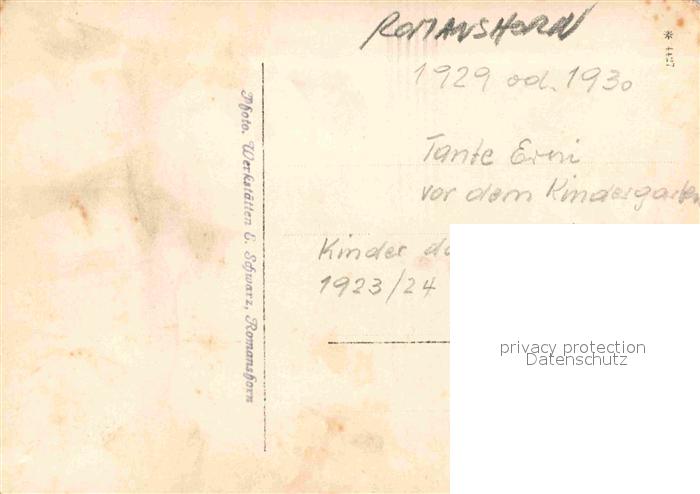 ROMANSHORN
* 4427
1929 od. 1930
Tante Erni
vor dem Kindergarten
Kinder
1923/24
Photo. Werkstätten E. Schwarz, Romanshorn
privacy protection
Datenschutz